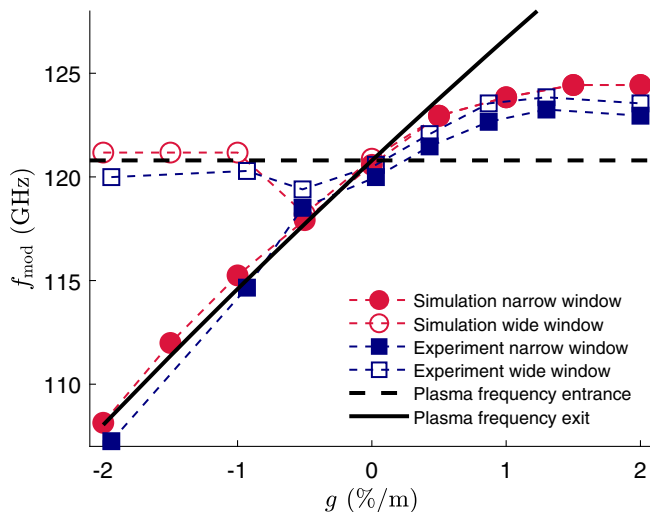 125
120
115
110
f_mod (GHz)
Simulation narrow window
Simulation wide window
Experiment narrow window
Experiment wide window
Plasma frequency entrance
Plasma frequency exit
-2 -1 0 1 2
g (%/m)